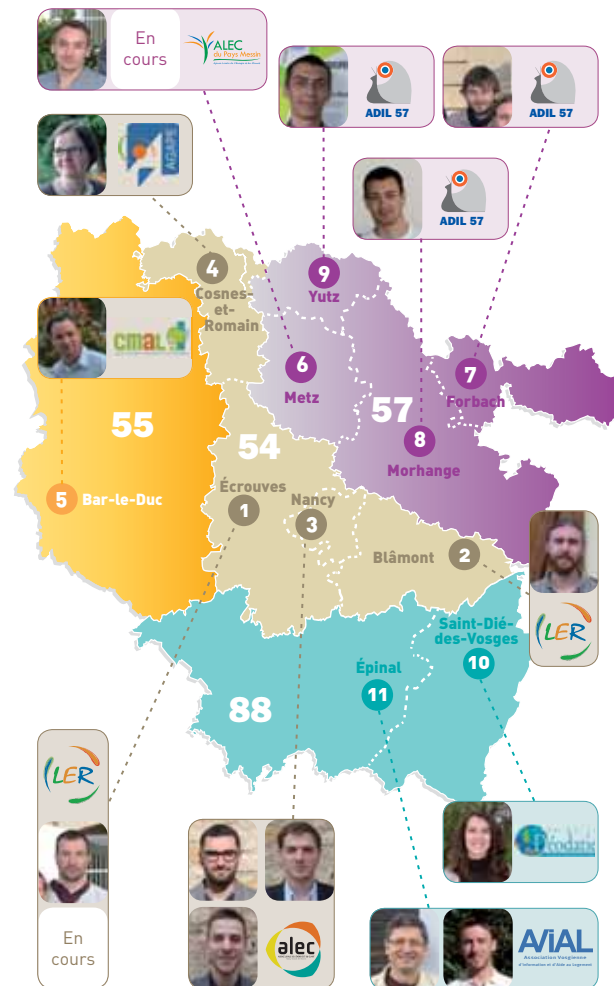 En
cours
ALEC
du Pays Messin
ADIL 57
ADIL 57
AGAPE
ADIL 57
4
Cosnes-
et-
Romain
9
Yutz
cmal
6
Metz
7
Forbach
55
57
54
8
Morhange
5 Bar-le-Duc
Écrouves
1
Nancy
3
Blâmont
2
LER
Saint-Dié-
des-Vosges
10
Épinal
11
88
LER
En
cours
alec
Déodatie
AViAL
Association Vosgienne
d'Information et d'Aide au Logement